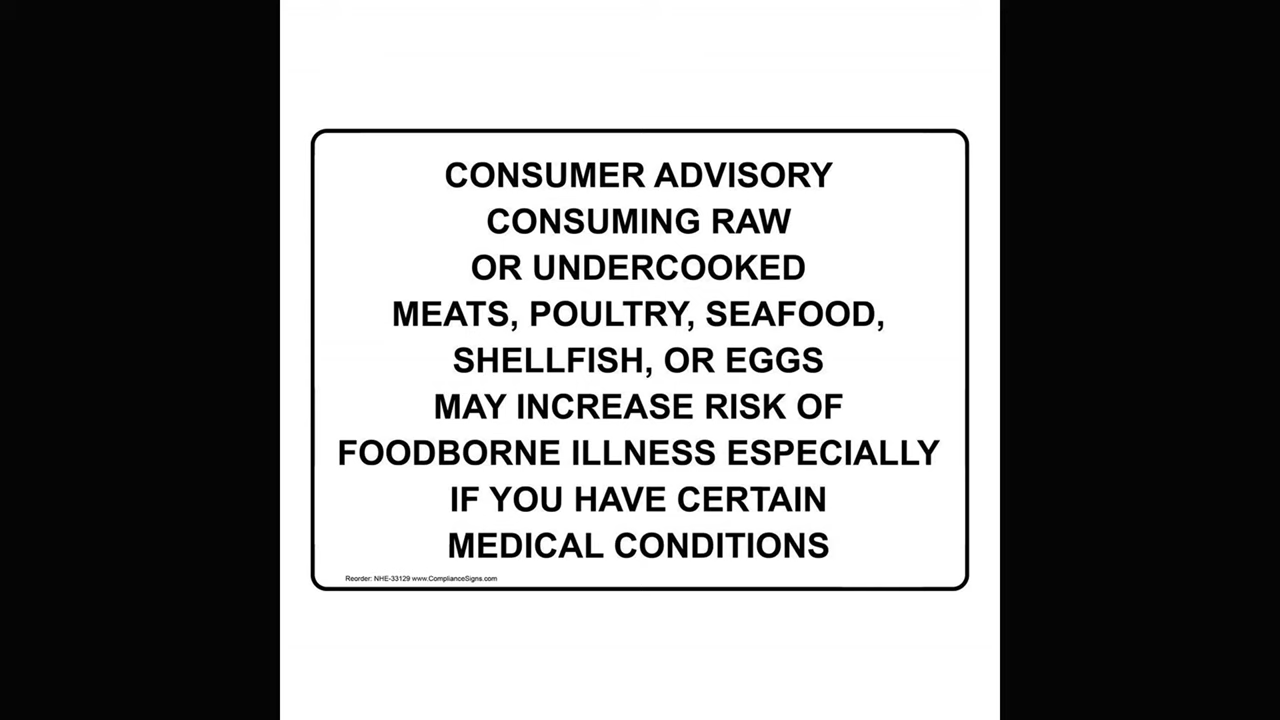 CONSUMER ADVISORY
CONSUMING RAW
OR UNDERCOOKED
MEATS, POULTRY, SEAFOOD,
SHELLFISH, OR EGGS
MAY INCREASE RISK OF
FOODBORNE ILLNESS ESPECIALLY
IF YOU HAVE CERTAIN
MEDICAL CONDITIONS
Reorder: NHE-33129 www.ComplianceSigns.com